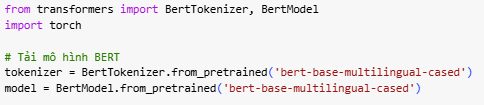 from transformers import BertTokenizer, BertModel
import torch
# Tải mô hình BERT
tokenizer = BertTokenizer.from_pretrained('bert-base-multilingual-cased')
model = BertModel.from_pretrained('bert-base-multilingual-cased')